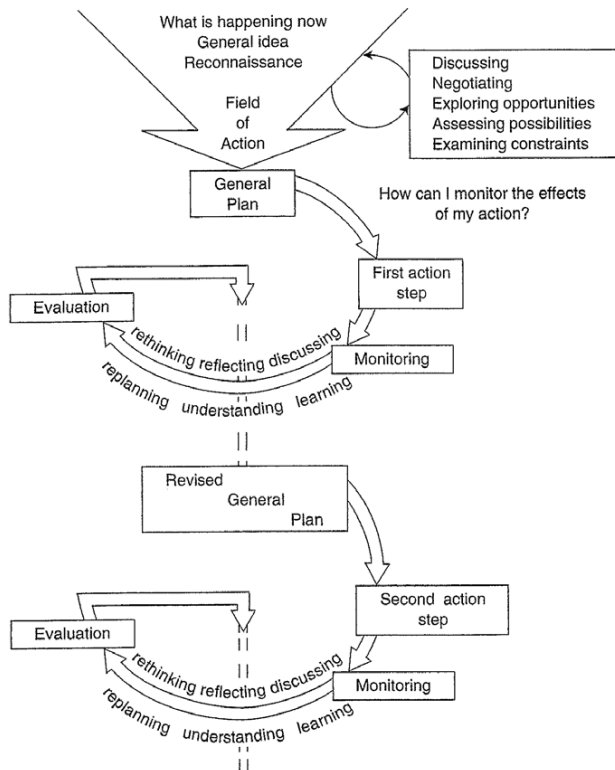 What is happening now
General idea
Reconnaissance
Field
of
Action
Discussing
Negotiating
Exploring opportunities
Assessing possibilities
Examining constraints
General
Plan
How can I monitor the effects
of my action?
First action
step
Evaluation
rethinking reflecting discussing
Monitoring
replanning understanding learning
Revised
General
Plan
Second action
step
Evaluation
rethinking reflecting discussing
Monitoring
replanning understanding learning